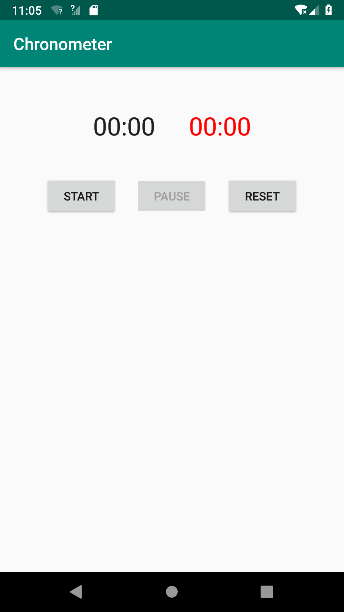 11:05
Chronometer
00:00 00:00
START PAUSE RESET